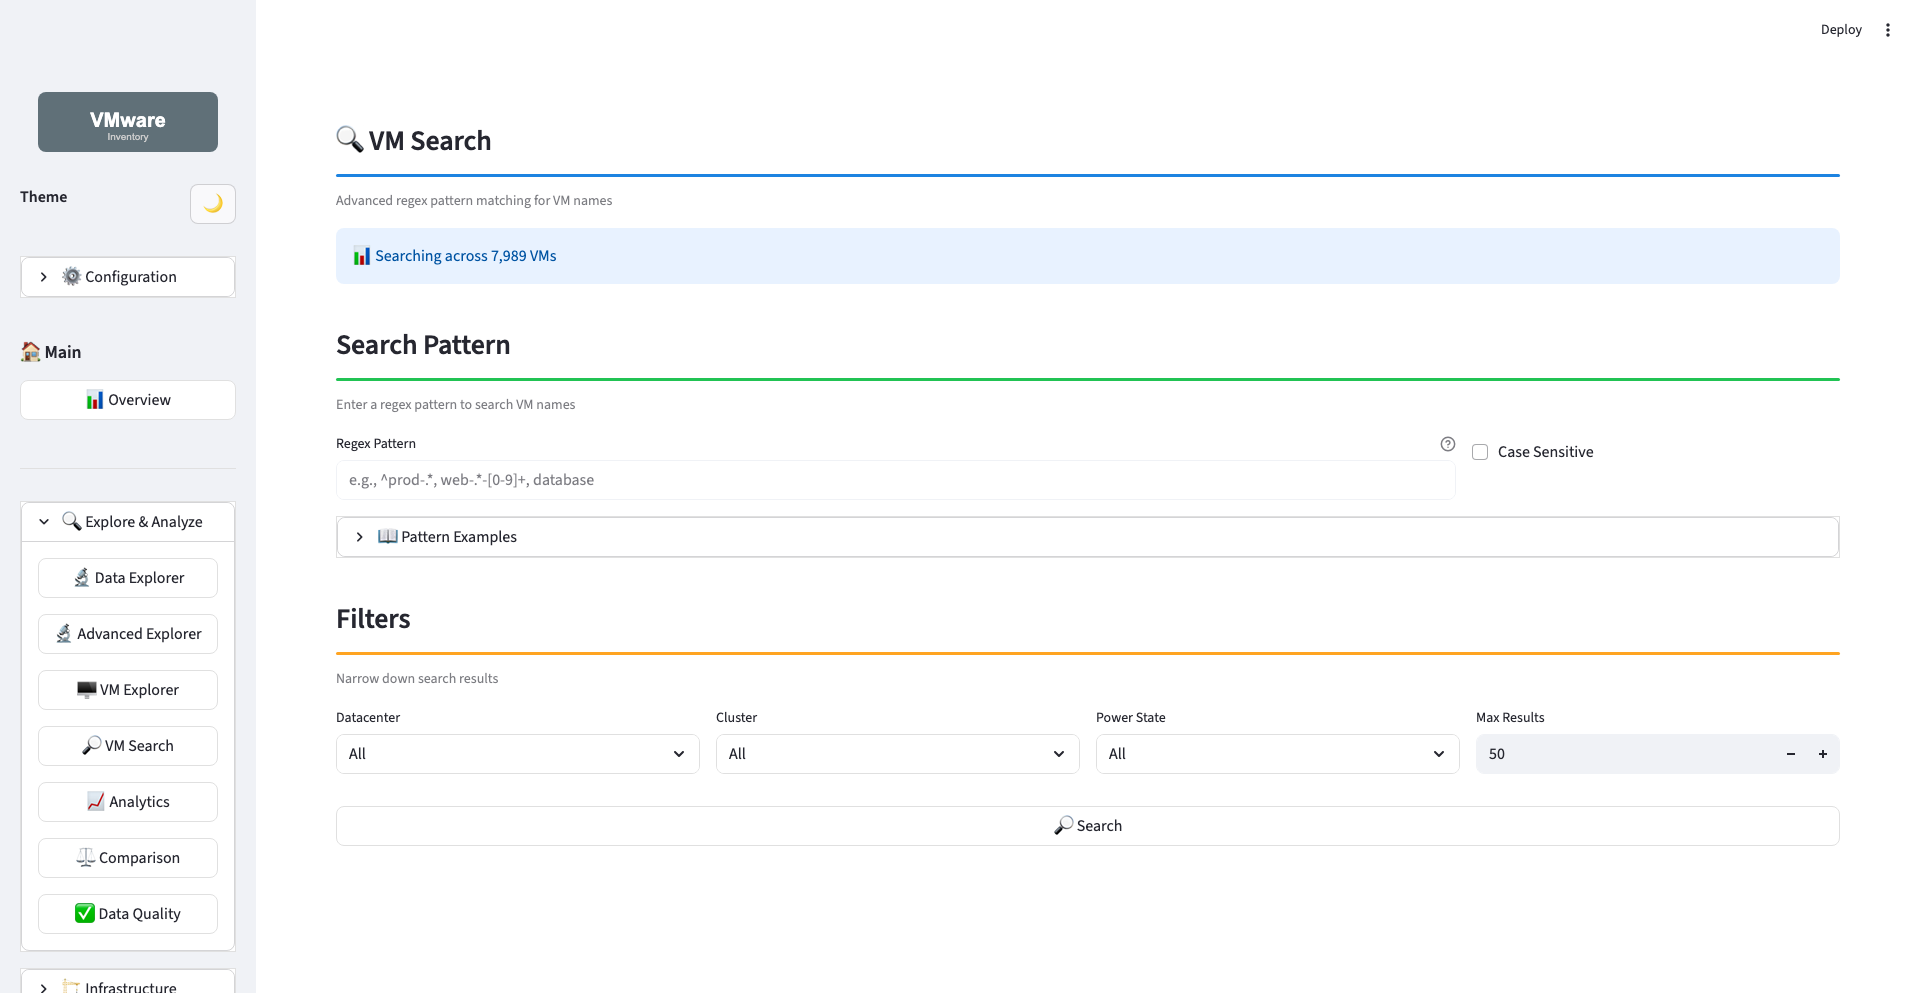 Deploy
VMware
Inventory
Theme
Configuration
Main
Overview
Explore & Analyze
Data Explorer
Advanced Explorer
VM Explorer
VM Search
Analytics
Comparison
Data Quality
Infrastructure
VM Search
Advanced regex pattern matching for VM names
Searching across 7,989 VMs
Search Pattern
Enter a regex pattern to search VM names
Regex Pattern
Case Sensitive
e.g., ^prod-.*, web-.*-[0-9]+, database
Pattern Examples
Filters
Narrow down search results
Datacenter Cluster Power State Max Results
All All All 50
Search